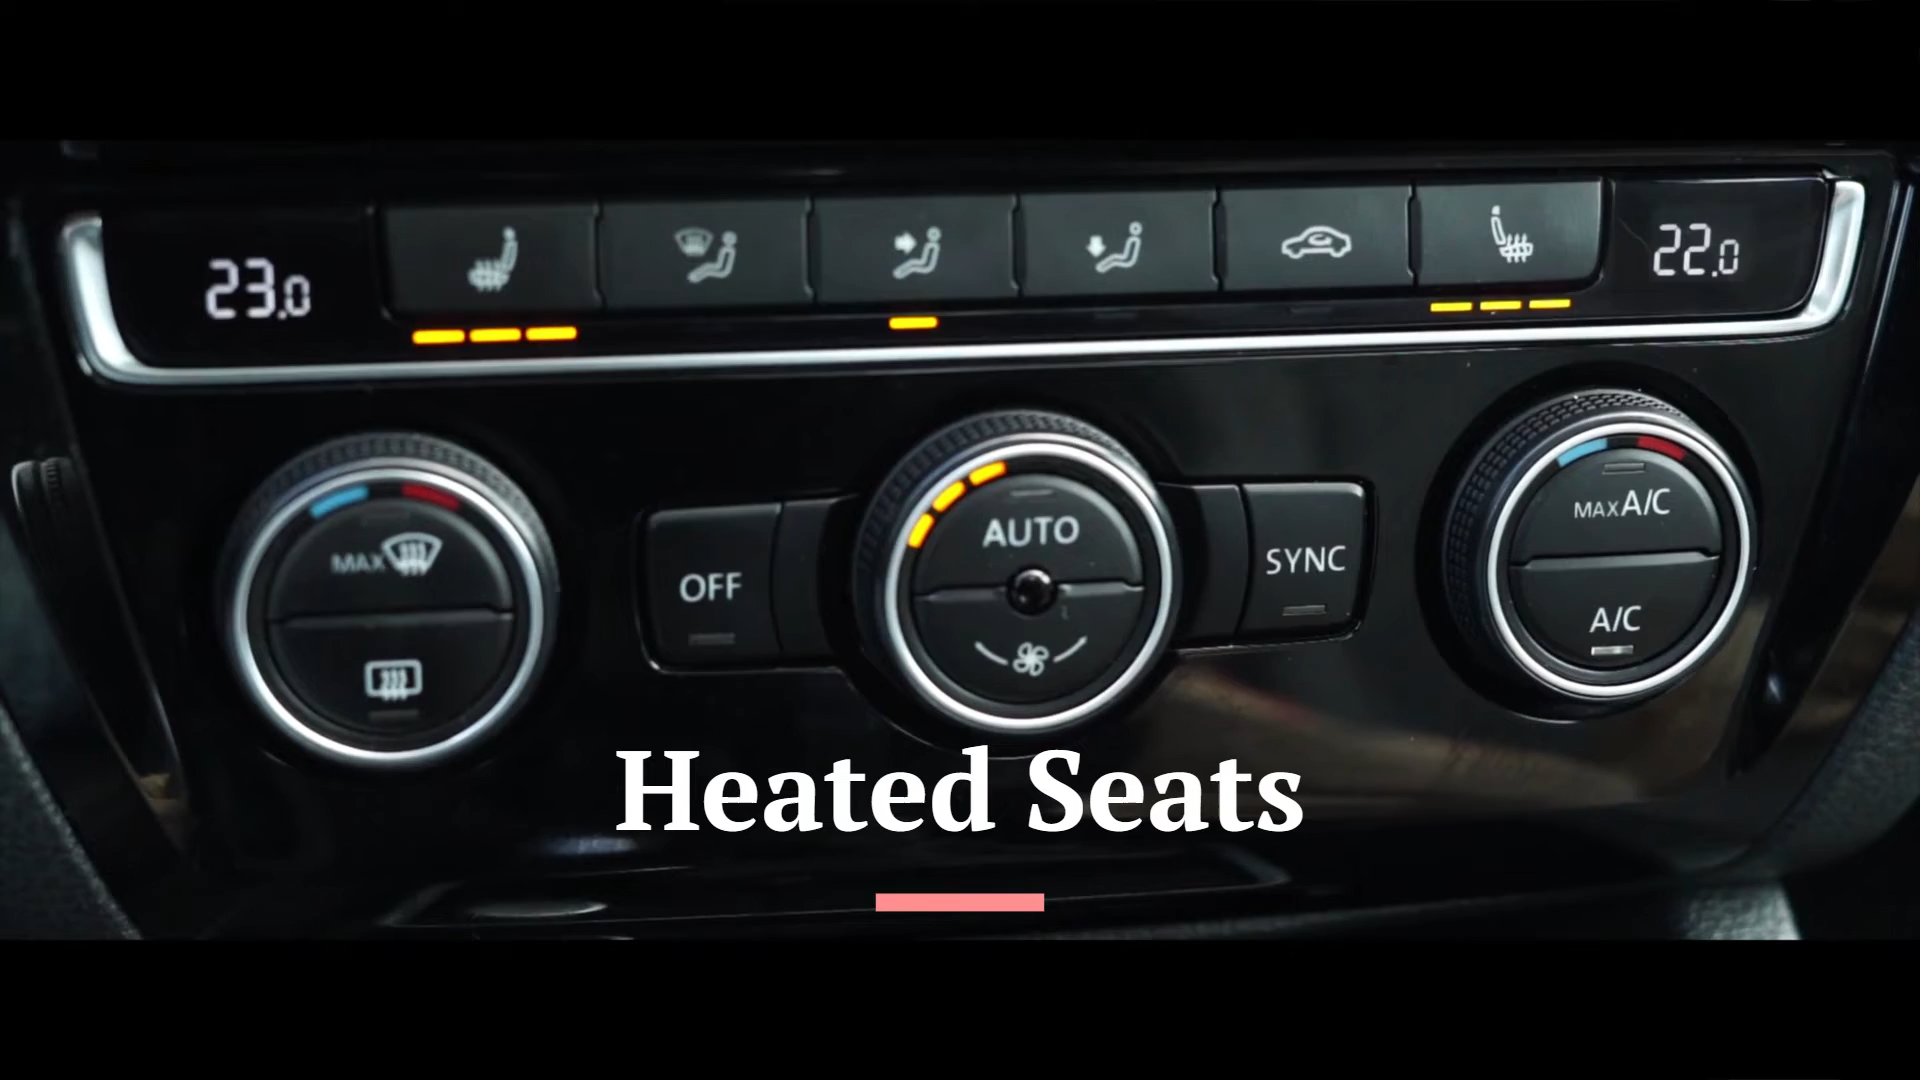 23.0
22.0
MAX
OFF
AUTO
SYNC
MAX A/C
A/C
Heated Seats